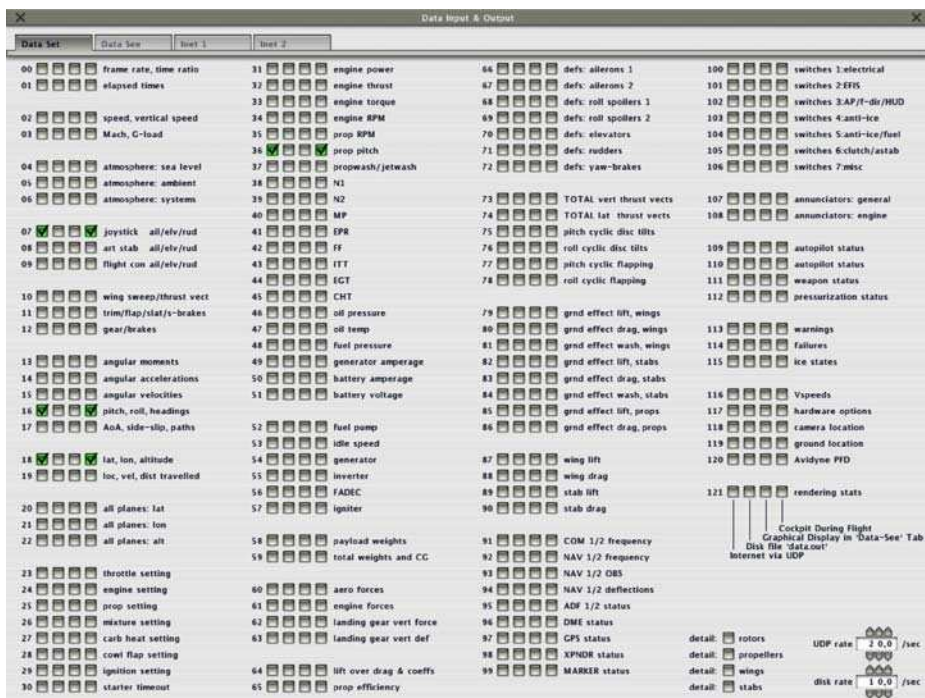 Data Input & Output
Data Set
Data See
Inet 1
Inet 2
00 frame rate, time ratio
01 elapsed times
02 speed, vertical speed
03 Mach, G-load
04 atmosphere: sea level
05 atmosphere: ambient
06 atmosphere: systems
07 joystick ail/elv/rud
08 art stab ail/elv/rud
09 flight con ail/elv/rud
10 wing sweep/thrust vect
11 trim/flap/slat/s-brakes
12 gear/brakes
13 angular moments
14 angular accelerations
15 angular velocities
16 pitch, roll, headings
17 AoA, side-slip, paths
18 lat, lon, altitude
19 loc, vel, dist travelled
20 all planes: lat
21 all planes: lon
22 all planes: alt
23 throttle setting
24 engine setting
25 prop setting
26 mixture setting
27 carb heat setting
28 cowl flap setting
29 ignition setting
30 starter timeout
31 engine power
32 engine thrust
33 engine torque
34 engine RPM
35 prop RPM
36 prop pitch
37 propwash/jetwash
38 N1
39 N2
40 MP
41 EPR
42 FF
43 ITT
44 EGT
45 CHT
46 oil pressure
47 oil temp
48 fuel pressure
49 generator amperage
50 battery amperage
51 battery voltage
52 fuel pump
53 idle speed
54 generator
55 inverter
56 FADEC
57 igniter
58 payload weights
59 total weights and CG
60 aero forces
61 engine forces
62 landing gear vert force
63 landing gear vert def
64 lift over drag & coeffs
65 prop efficiency
66 defs: ailerons 1
67 defs: ailerons 2
68 defs: roll spoilers 1
69 defs: roll spoilers 2
70 defs: elevators
71 defs: rudders
72 defs: yaw-brakes
73 TOTAL vert thrust vects
74 TOTAL lat thrust vects
75 pitch cyclic disc tilts
76 roll cyclic disc tilts
77 pitch cyclic flapping
78 roll cyclic flapping
79 grnd effect lift, wings
80 grnd effect drag, wings
81 grnd effect wash, wings
82 grnd effect lift, stabs
83 grnd effect drag, stabs
84 grnd effect wash, stabs
85 grnd effect lift, props
86 grnd effect drag, props
87 wing lift
88 wing drag
89 stab lift
90 stab drag
91 COM 1/2 frequency
92 NAV 1/2 frequency
93 NAV 1/2 OBS
94 NAV 1/2 deflections
95 ADF 1/2 status
96 DME status
97 GPS status
98 XPNDR status
99 MARKER status
100 switches 1:electrical
101 switches 2:EFIS
102 switches 3:AP/f-dir/HUD
103 switches 4:anti-ice
104 switches 5:anti-ice/fuel
105 switches 6:clutch/astab
106 switches 7:misc
107 annunciators: general
108 annunciators: engine
109 autopilot status
110 autopilot status
111 weapon status
112 pressurization status
113 warnings
114 failures
115 ice states
116 Vspeeds
117 hardware options
118 camera location
119 ground location
120 Avidyne PFD
121 rendering stats
Cockpit During Flight
Graphical Display in 'Data-See' Tab
Disk file 'data.out'
Internet via UDP
detail: rotors
detail: propellers
detail: wings
detail: stabs
UDP rate 20,0 /sec
disk rate 10,0 /sec